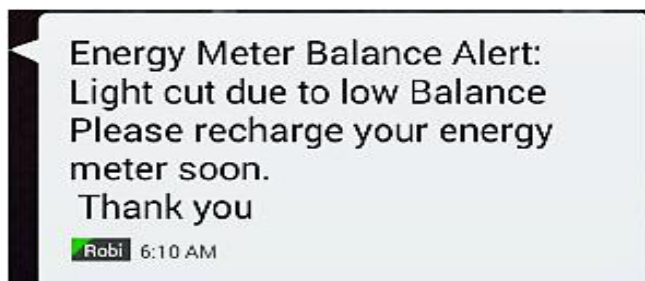 Energy Meter Balance Alert:
Light cut due to low Balance
Please recharge your energy
meter soon.
Thank you
Robi 6:10 AM